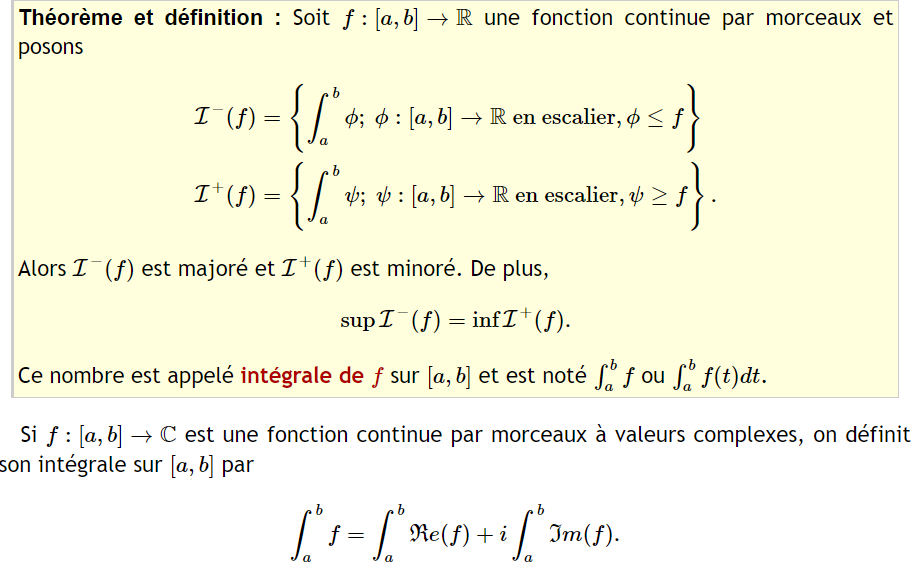 Théorème et définition : Soit $f : [a, b] \to \mathbb{R}$ une fonction continue par morceaux et
posons
$\mathcal{I}^-(f) = \left\{ \int_a^b \phi;\ \phi : [a, b] \to \mathbb{R} \text{ en escalier}, \phi \leq f \right\}$
$\mathcal{I}^+(f) = \left\{ \int_a^b \psi;\ \psi : [a, b] \to \mathbb{R} \text{ en escalier}, \psi \geq f \right\}.$
Alors $\mathcal{I}^-(f)$ est majoré et $\mathcal{I}^+(f)$ est minoré. De plus,
$\sup \mathcal{I}^-(f) = \inf \mathcal{I}^+(f).$
Ce nombre est appelé intégrale de $f$ sur $[a, b]$ et est noté $\int_a^b f$ ou $\int_a^b f(t)dt$.
Si $f : [a, b] \to \mathbb{C}$ est une fonction continue par morceaux à valeurs complexes, on définit
son intégrale sur $[a, b]$ par
$\int_a^b f = \int_a^b \mathfrak{R}e(f) + i \int_a^b \mathfrak{I}m(f).$